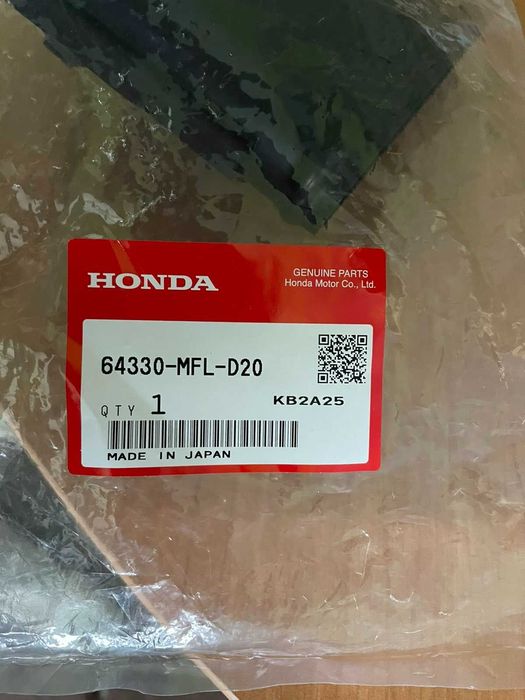 HONDA
GENUINE PARTS
Honda Motor Co., Ltd.
64330-MFL-D20
QTY 1
KB2A25
MADE IN JAPAN